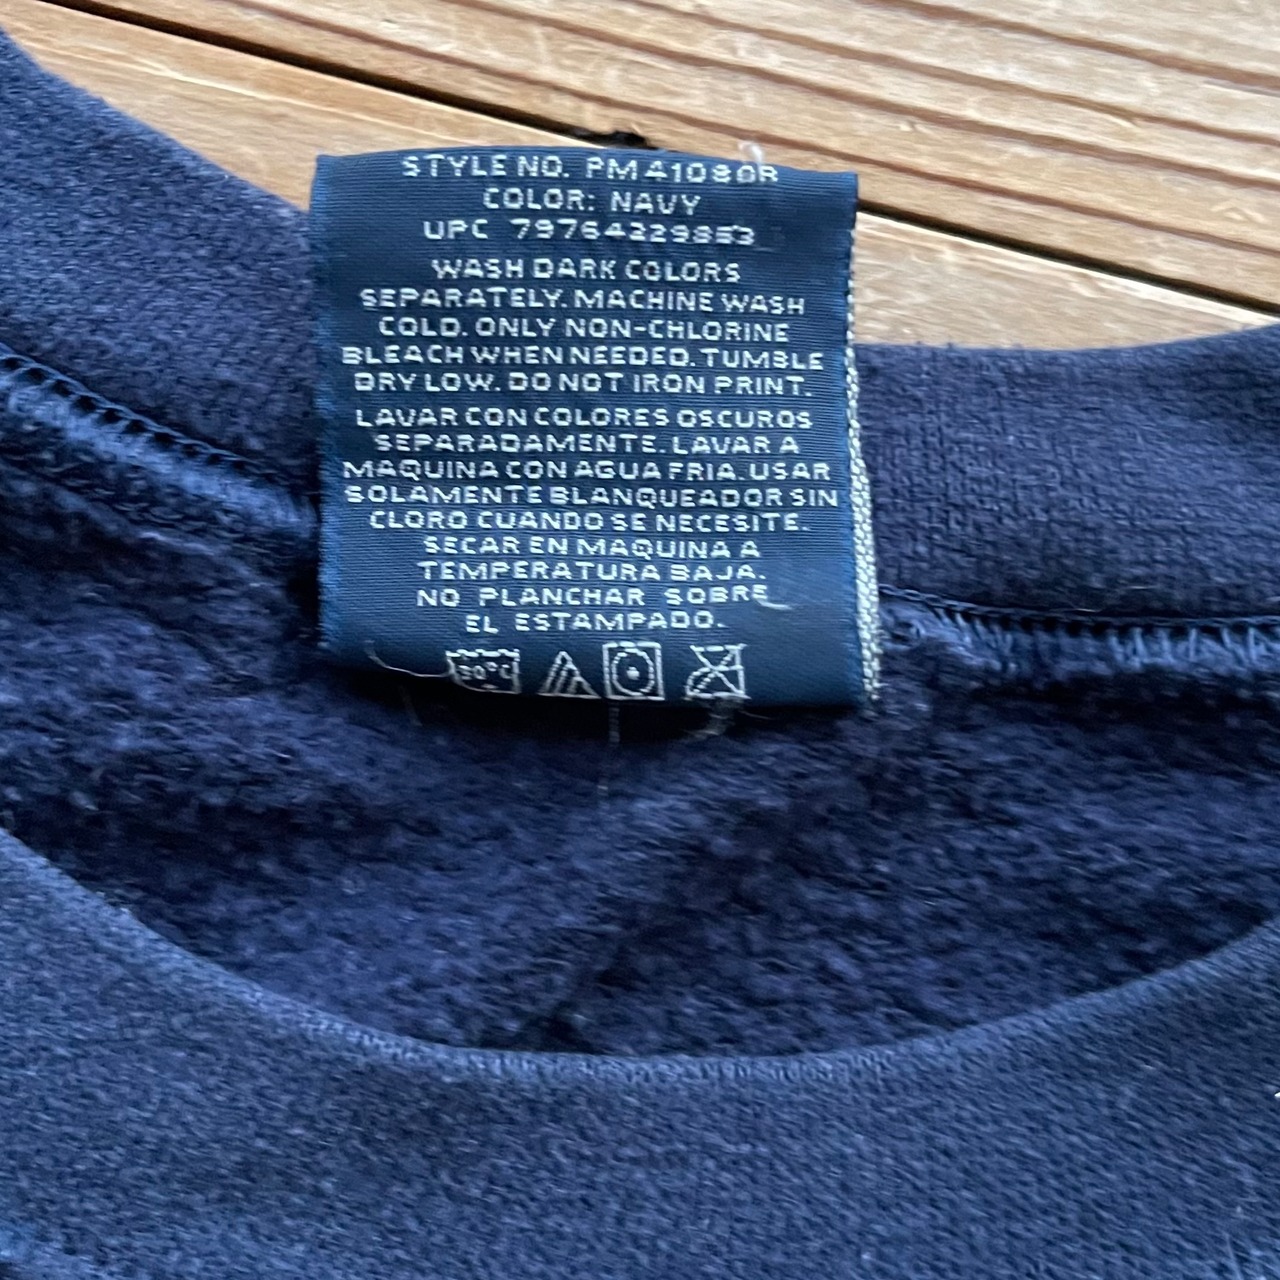 STYLE NO. PM41080R
COLOR: NAVY
UPC 79764229853
WASH DARK COLORS
SEPARATELY. MACHINE WASH
COLD. ONLY NON-CHLORINE
BLEACH WHEN NEEDED. TUMBLE
DRY LOW. DO NOT IRON PRINT.
LAVAR CON COLORES OSCUROS
SEPARADAMENTE. LAVAR A
MAQUINA CON AGUA FRIA. USAR
SOLAMENTE BLANQUEADOR SIN
CLORO CUANDO SE NECESITE.
SECAR EN MAQUINA A
TEMPERATURA BAJA.
NO PLANCHAR SOBRE
EL ESTAMPADO.
30°C